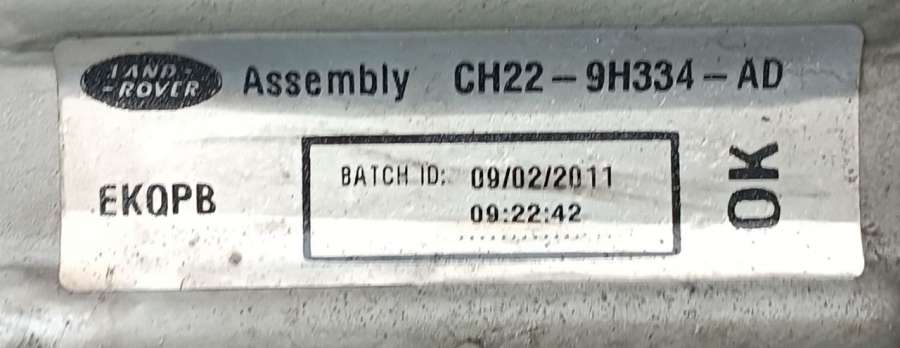 LAND-
-ROVER
Assembly CH22-9H334-AD
EKQPB
BATCH ID: 09/02/2011
09:22:42
OK